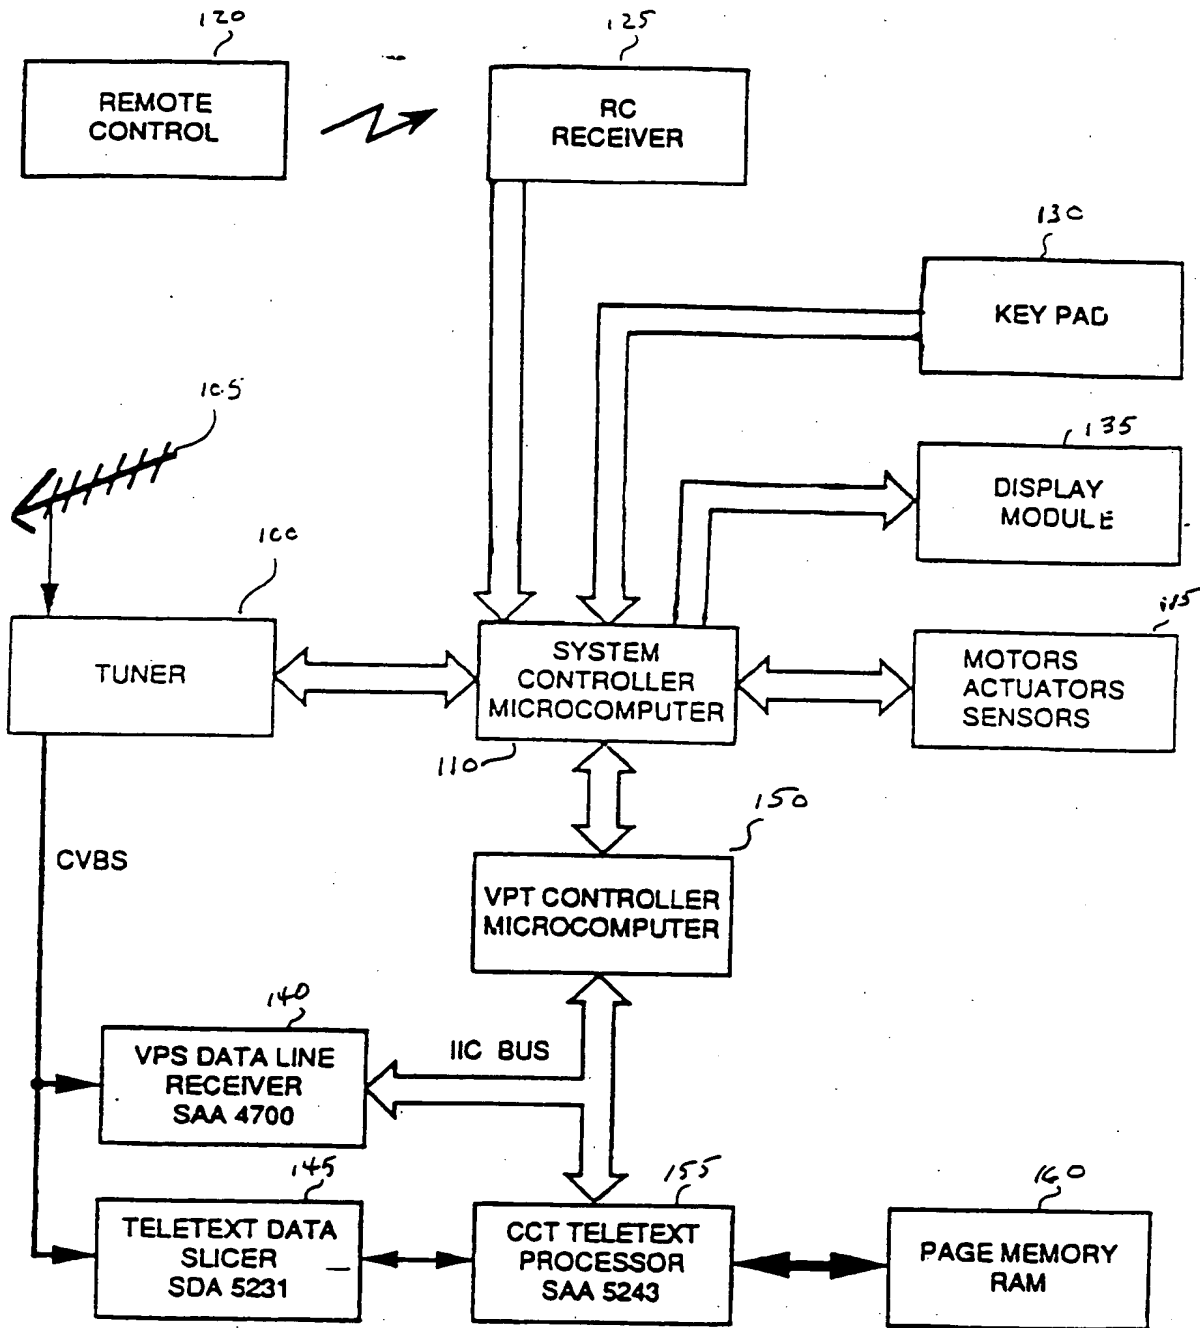 120
125
REMOTE
CONTROL
RC
RECEIVER
130
KEY PAD
105
135
DISPLAY
MODULE
100
115
TUNER
SYSTEM
CONTROLLER
MICROCOMPUTER
MOTORS
ACTUATORS
SENSORS
110
150
CVBS
VPT CONTROLLER
MICROCOMPUTER
140
IIC BUS
VPS DATA LINE
RECEIVER
SAA 4700
145
155
160
TELETEXT DATA
SLICER
SDA 5231
CCT TELETEXT
PROCESSOR
SAA 5243
PAGE MEMORY
RAM